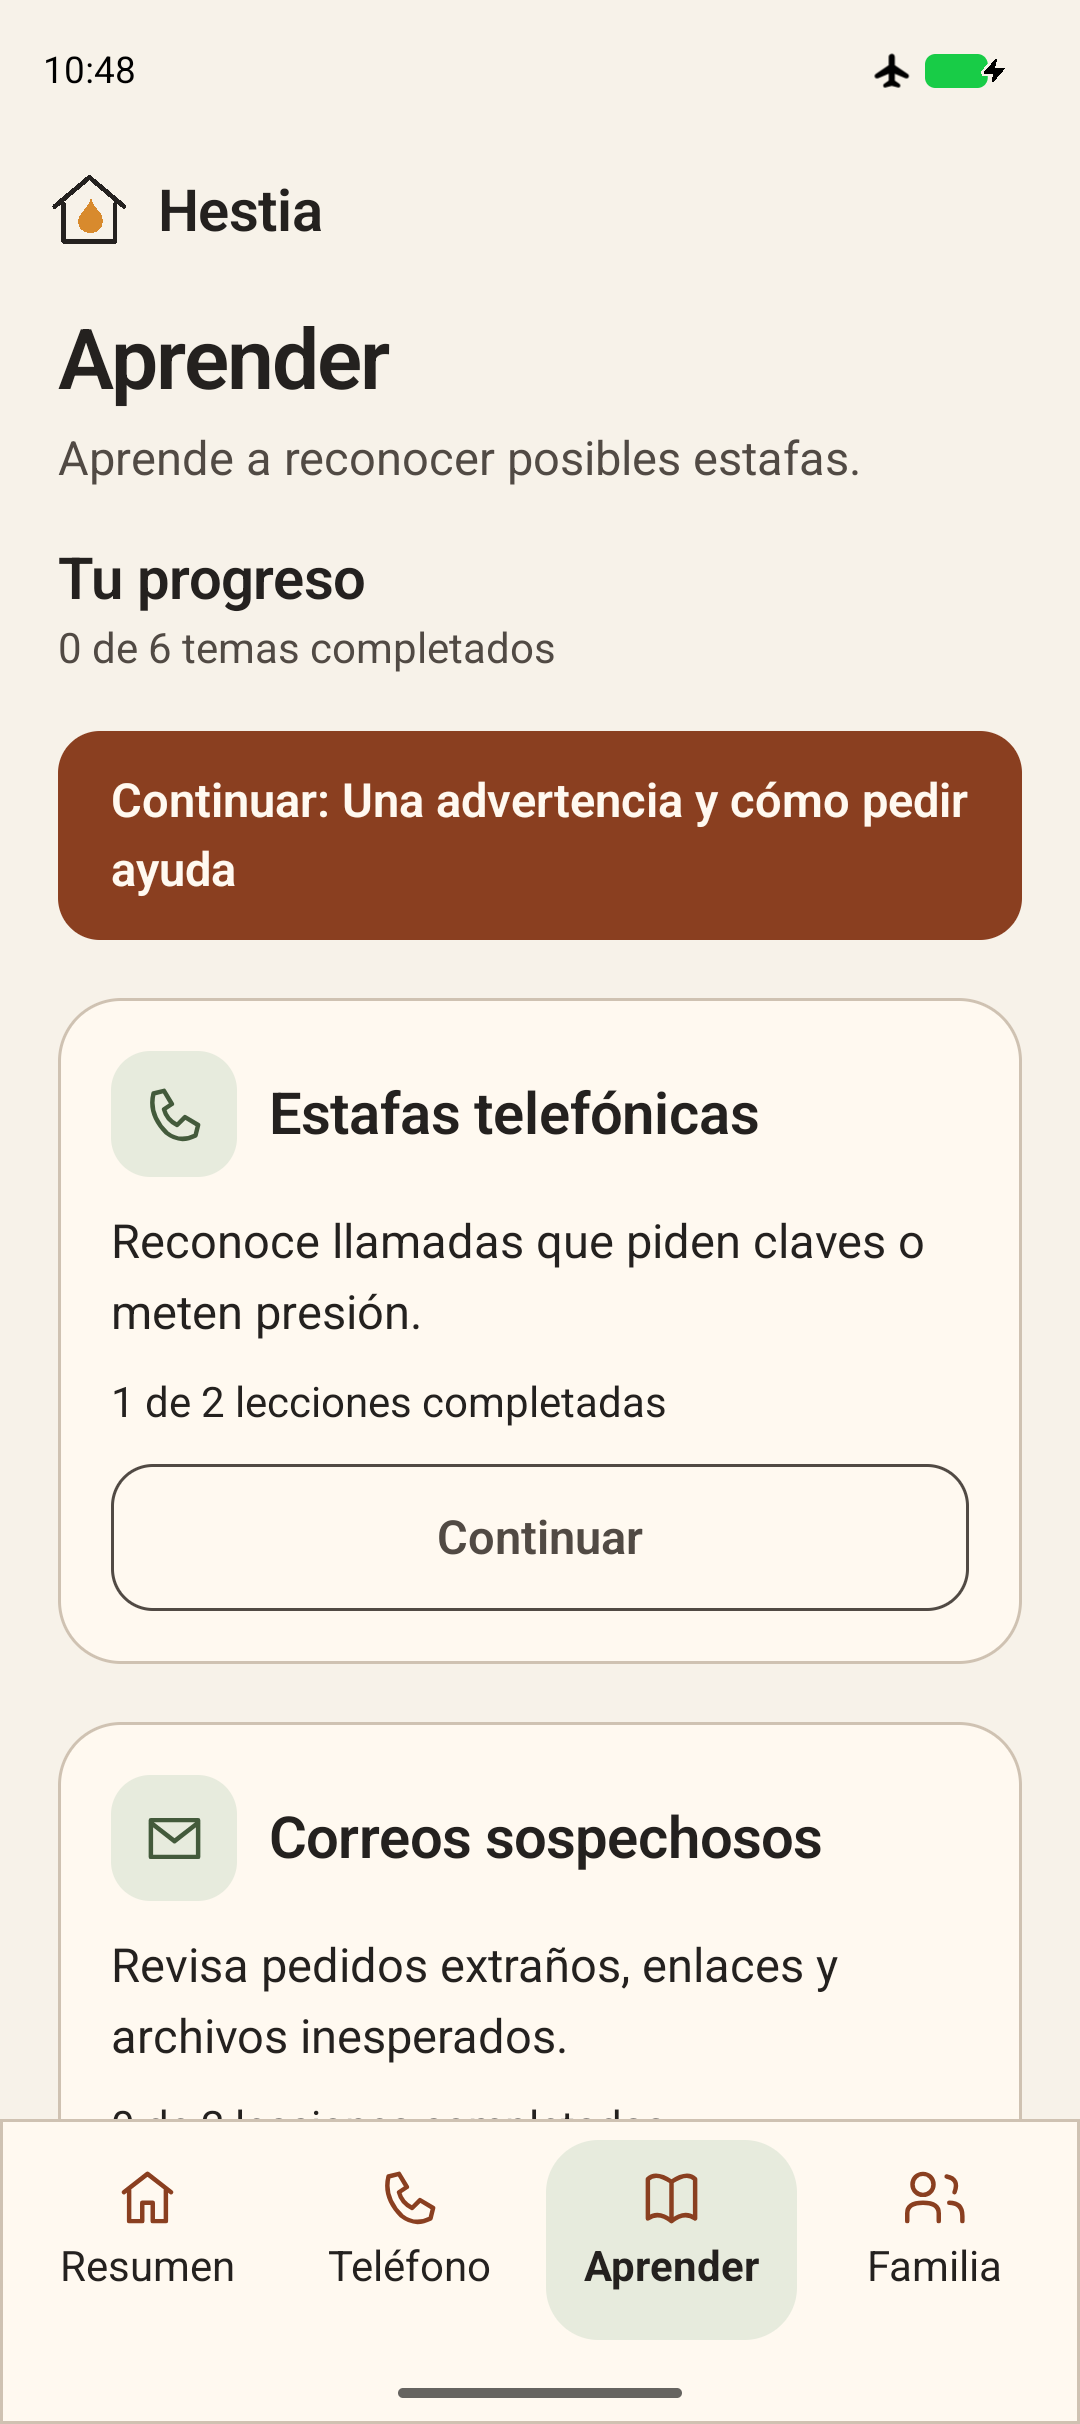 10:48
Hestia
Aprender
Aprende a reconocer posibles estafas.
Tu progreso
0 de 6 temas completados
Continuar: Una advertencia y cómo pedir
ayuda
Estafas telefónicas
Reconoce llamadas que piden claves o
meten presión.
1 de 2 lecciones completadas
Continuar
Correos sospechosos
Revisa pedidos extraños, enlaces y
archivos inesperados.
Resumen
Teléfono
Aprender
Familia